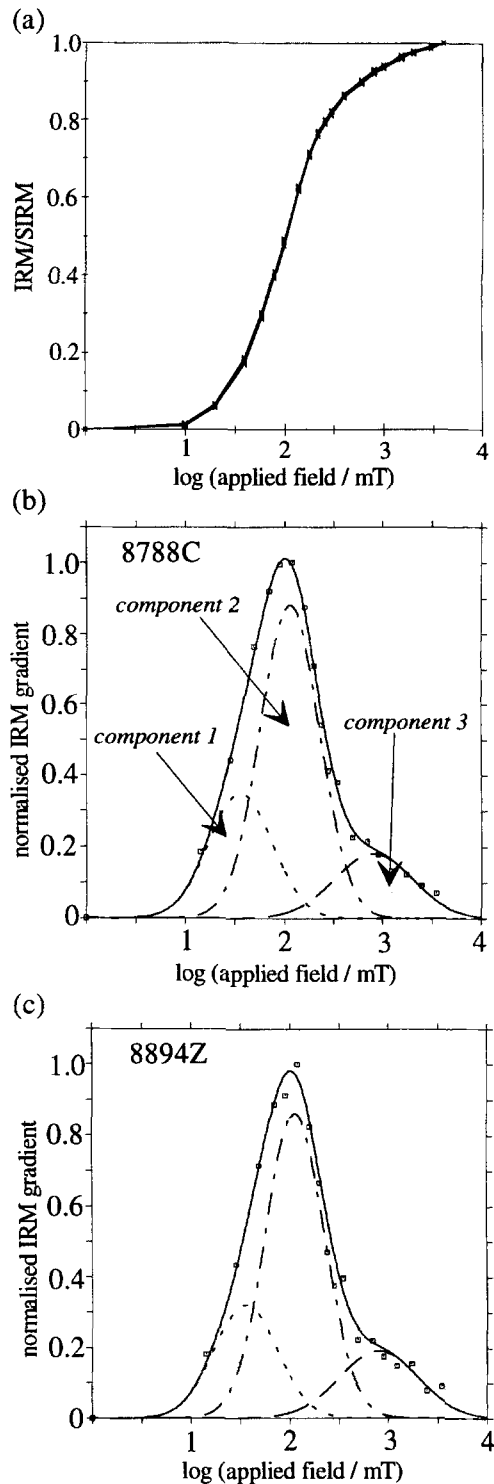 (a)
1.0
0.8
0.6
0.4
0.2
0
IRM/SIRM
1 2 3 4
log (applied field / mT)
(b)
8788C
component 2
component 1
component 3
1.0
0.8
0.6
0.4
0.2
0
normalised IRM gradient
1 2 3 4
log (applied field / mT)
(c)
8894Z
1.0
0.8
0.6
0.4
0.2
0
normalised IRM gradient
1 2 3 4
log (applied field / mT)